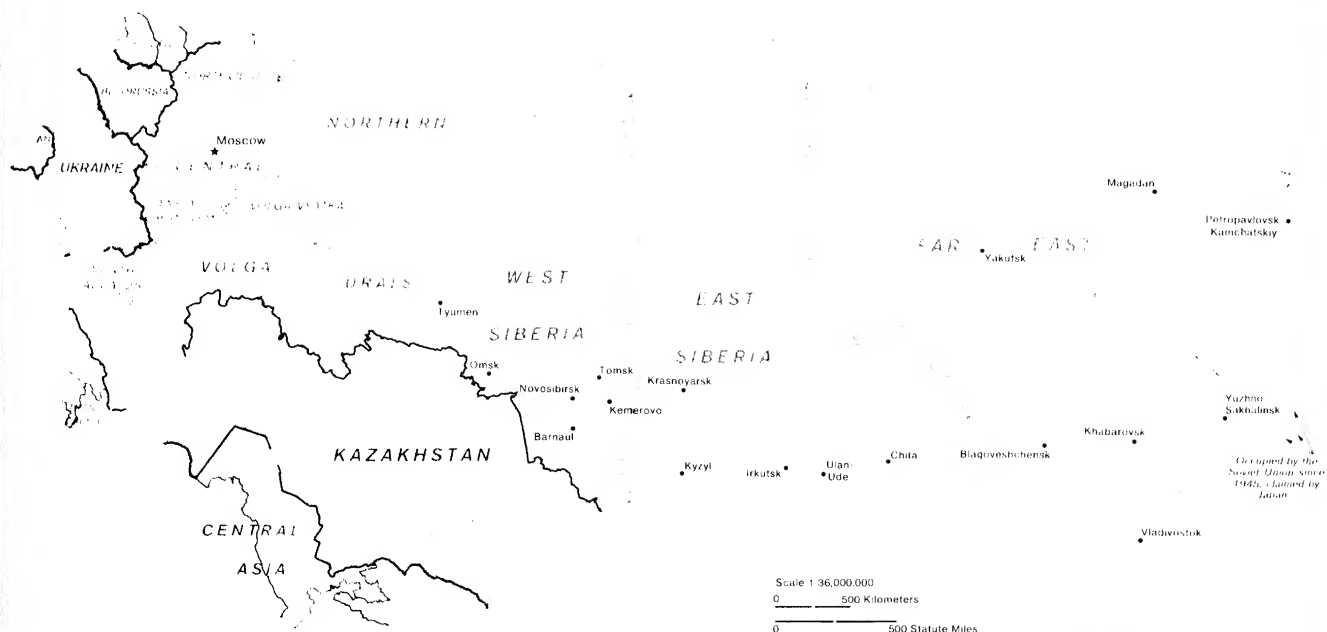 NORTHERN
Moscow
UKRAINE
CENTRAL
Magadan
Petropavlovsk
Kamchatskiy
FAR EAST
Yakutsk
VOLGA
URALS
WEST
SIBERIA
Tyumen
EAST
SIBERIA
Omsk
Tomsk
Krasnoyarsk
Novosibirsk
Kemerovo
Barnaul
Yuzhno
Sakhalinsk
Khabarovsk
Blagoveshchensk
Chita
KAZAKHSTAN
Kyzyl
Irkutsk
Ulan-
Ude
Occupied by the
Soviet Union since
1945, claimed by
Japan
CENTRAL
ASIA
Vladivostok
Scale 1:36,000,000
0 500 Kilometers
0 500 Statute Miles